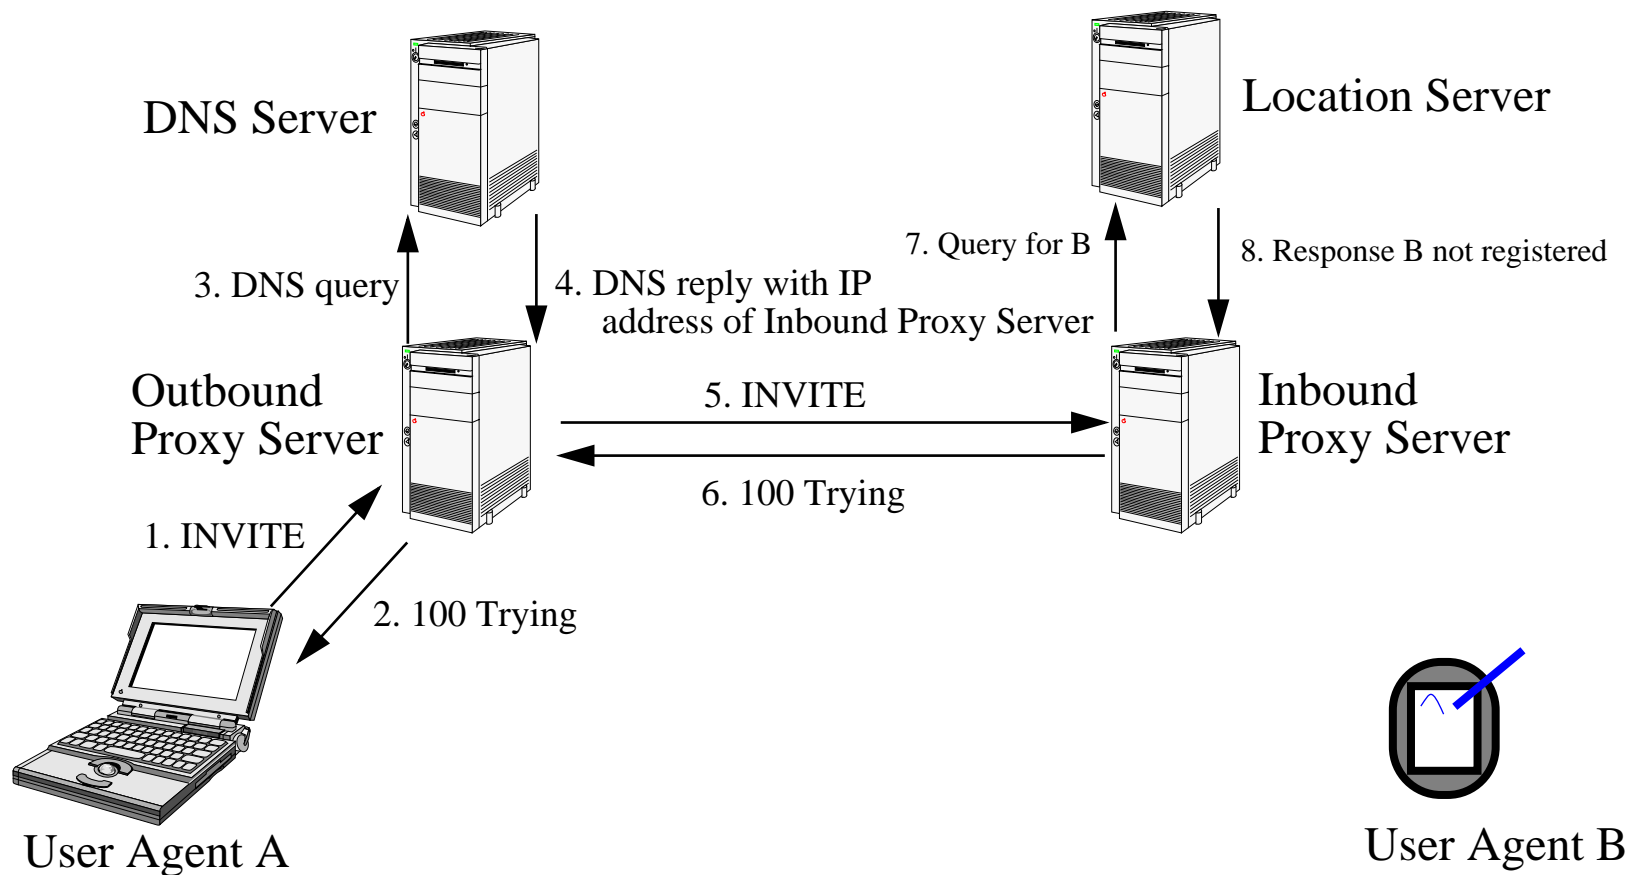 DNS Server
Location Server
3. DNS query
4. DNS reply with IP
address of Inbound Proxy Server
7. Query for B
8. Response B not registered
Outbound
Proxy Server
5. INVITE
6. 100 Trying
Inbound
Proxy Server
1. INVITE
2. 100 Trying
User Agent A
User Agent B